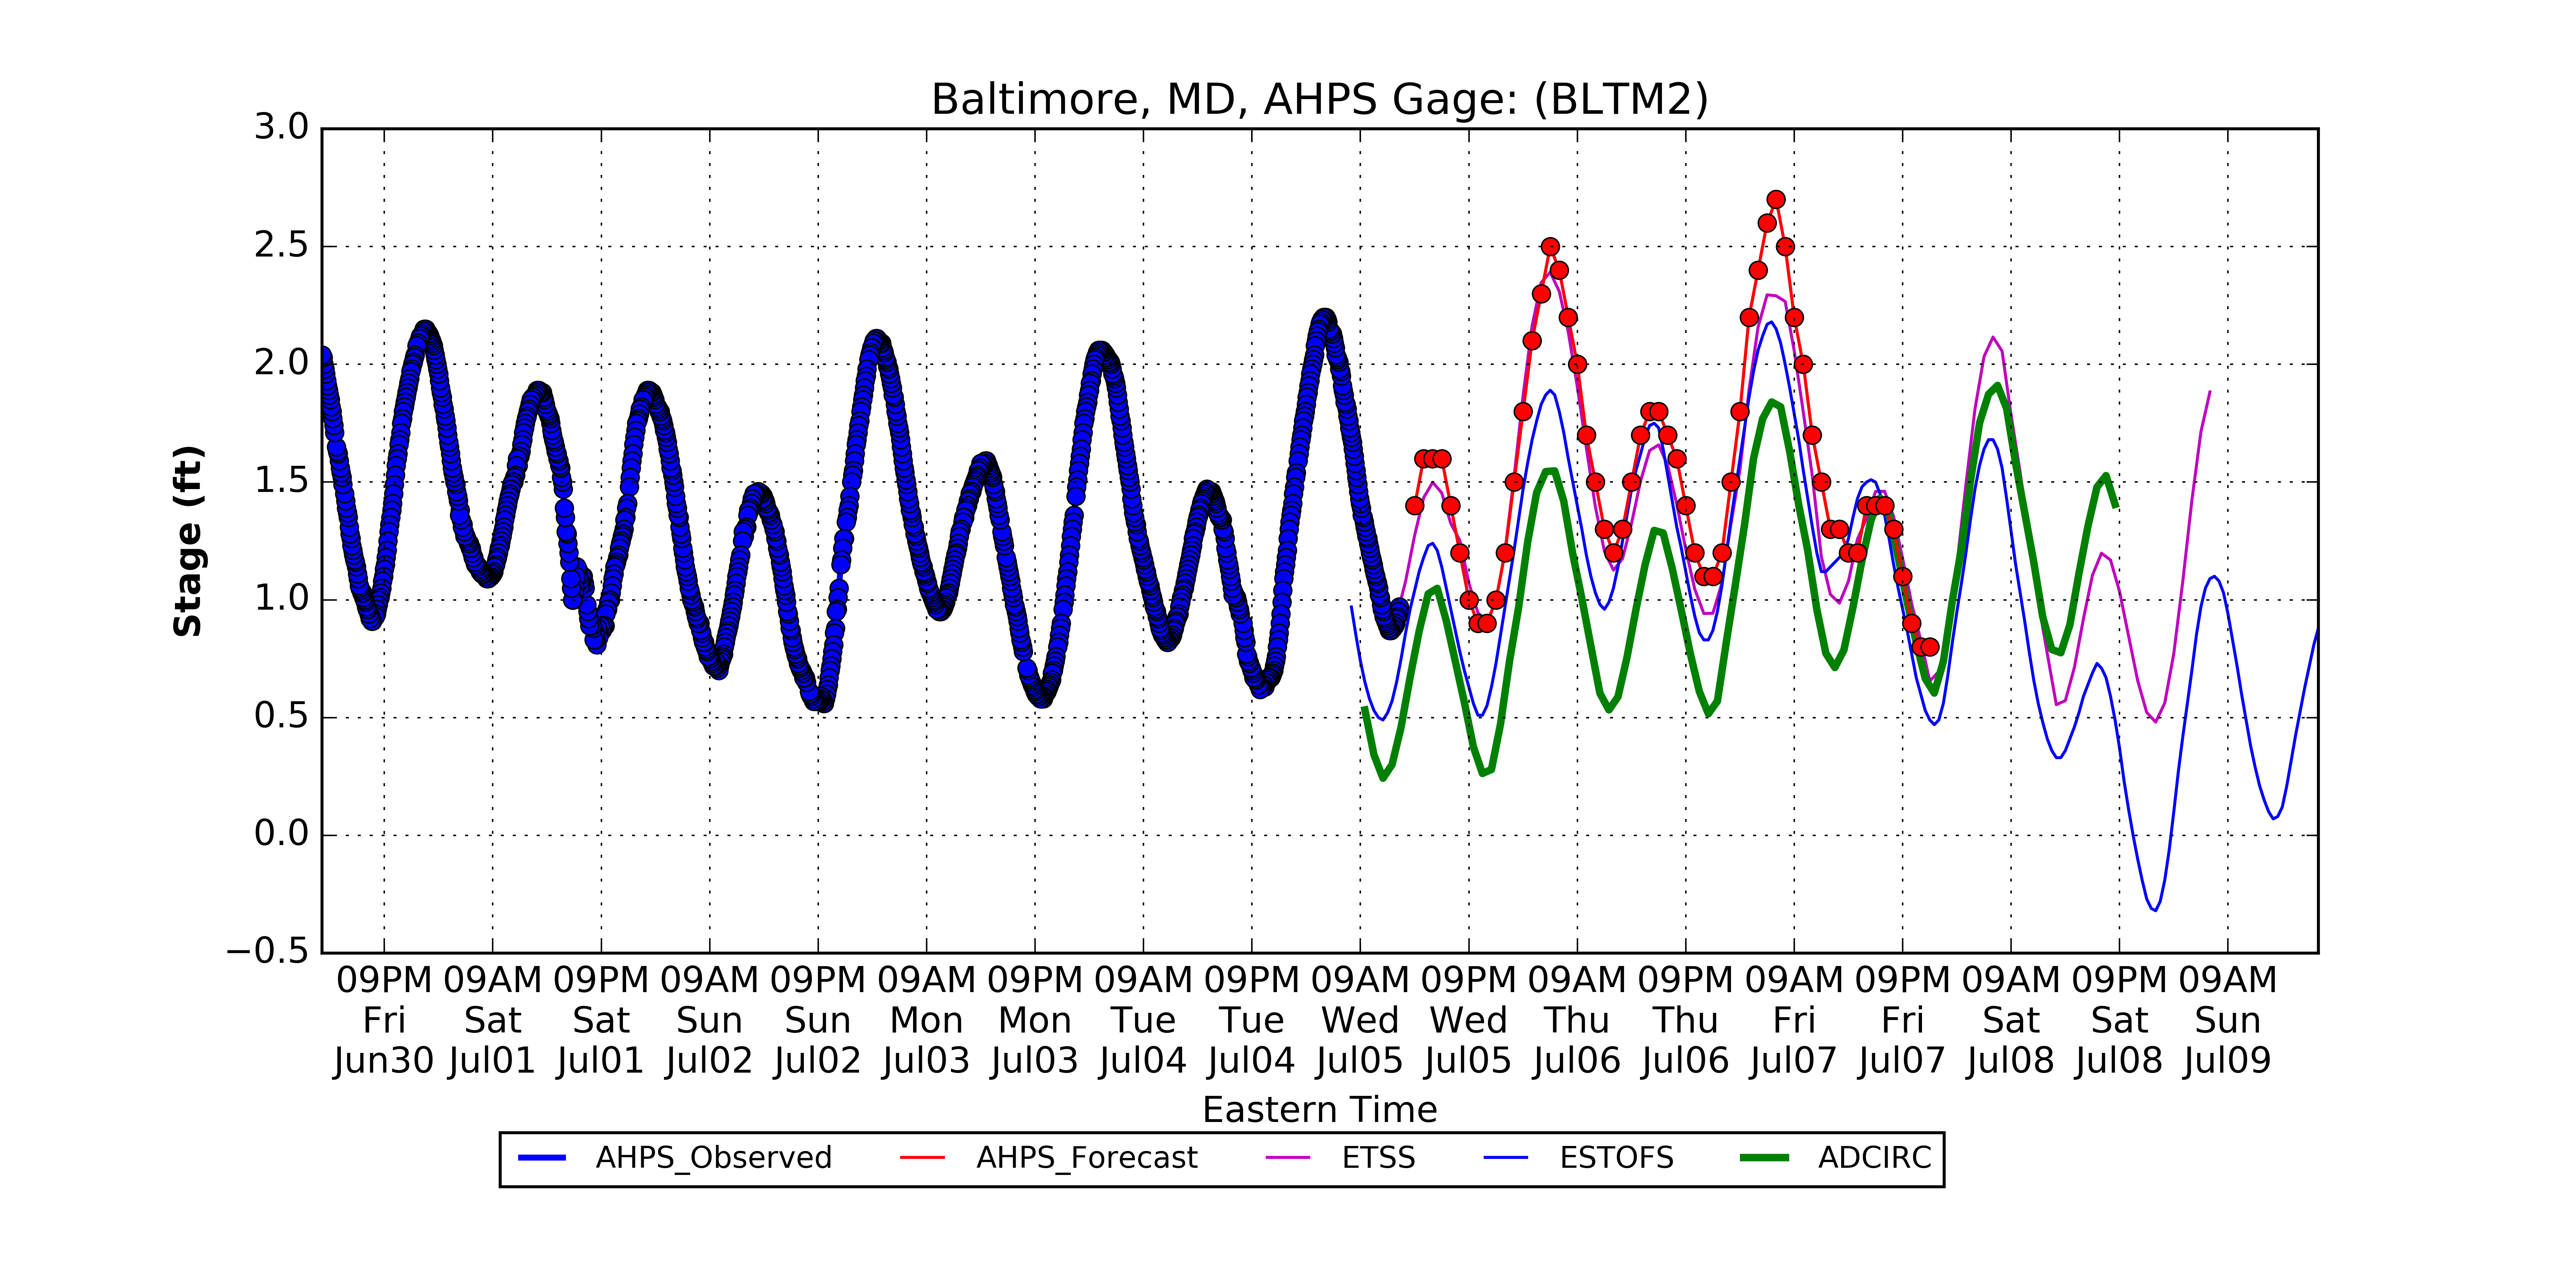 Baltimore, MD, AHPS Gage: (BLTM2)
3.0
2.5
2.0
1.5
1.0
0.5
0.0
−0.5
Stage (ft)
09PM 09AM 09PM 09AM 09PM 09AM 09PM 09AM 09PM 09AM 09PM 09AM 09PM 09AM 09PM 09AM 09PM 09AM
Fri Sat Sat Sun Sun Mon Mon Tue Tue Wed Wed Thu Thu Fri Fri Sat Sat Sun
Jun30 Jul01 Jul01 Jul02 Jul02 Jul03 Jul03 Jul04 Jul04 Jul05 Jul05 Jul06 Jul06 Jul07 Jul07 Jul08 Jul08 Jul09
Eastern Time
AHPS_Observed AHPS_Forecast ETSS ESTOFS ADCIRC